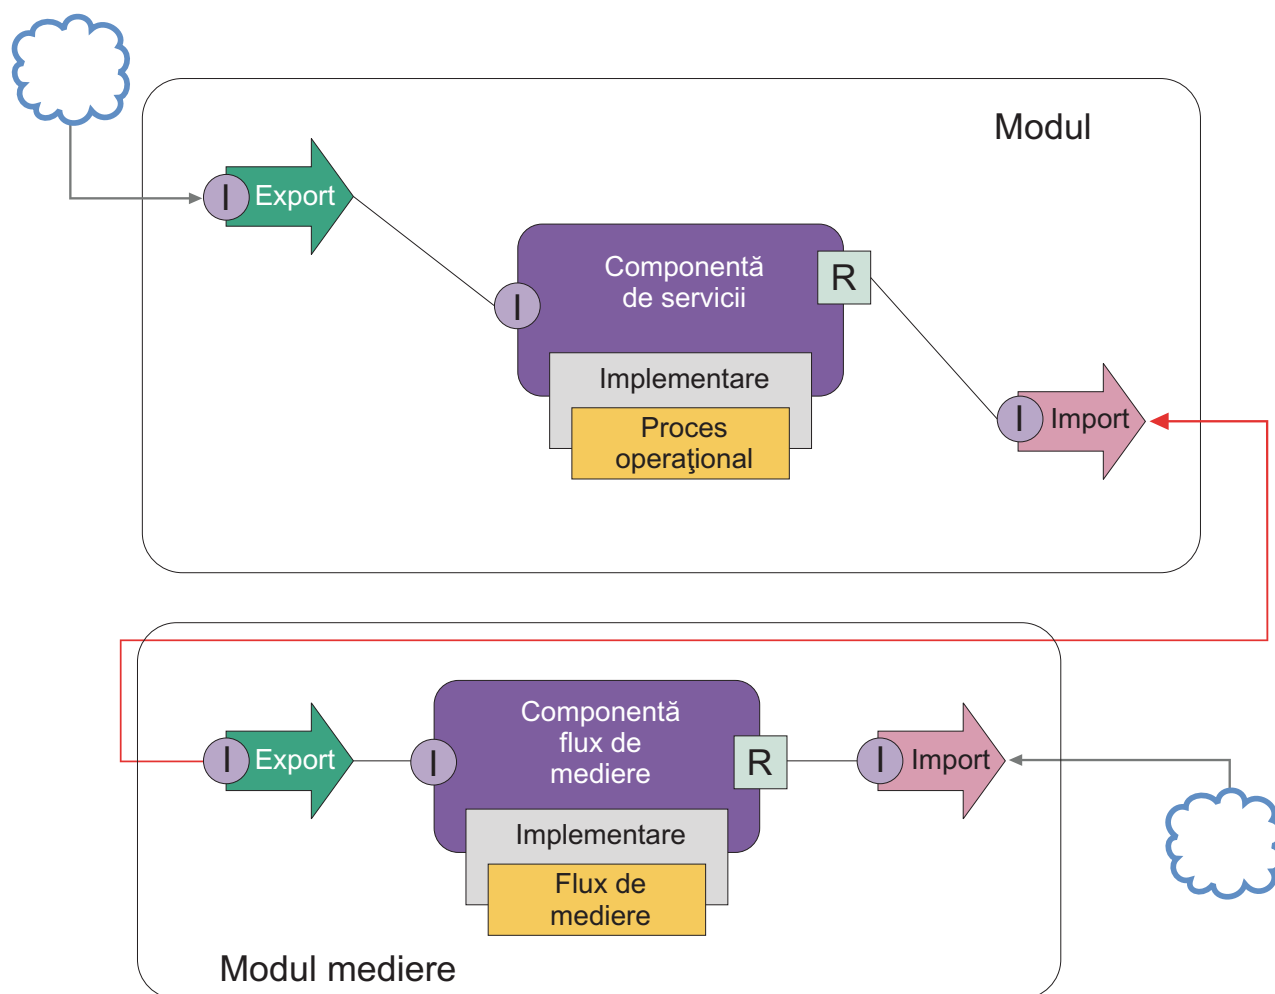 Modul
I
Export
I
Componentă
de servicii
R
Implementare
Proces
operaţional
I
Import
I
Export
I
Componentă
flux de
mediere
R
Implementare
Flux de
mediere
I
Import
Modul mediere